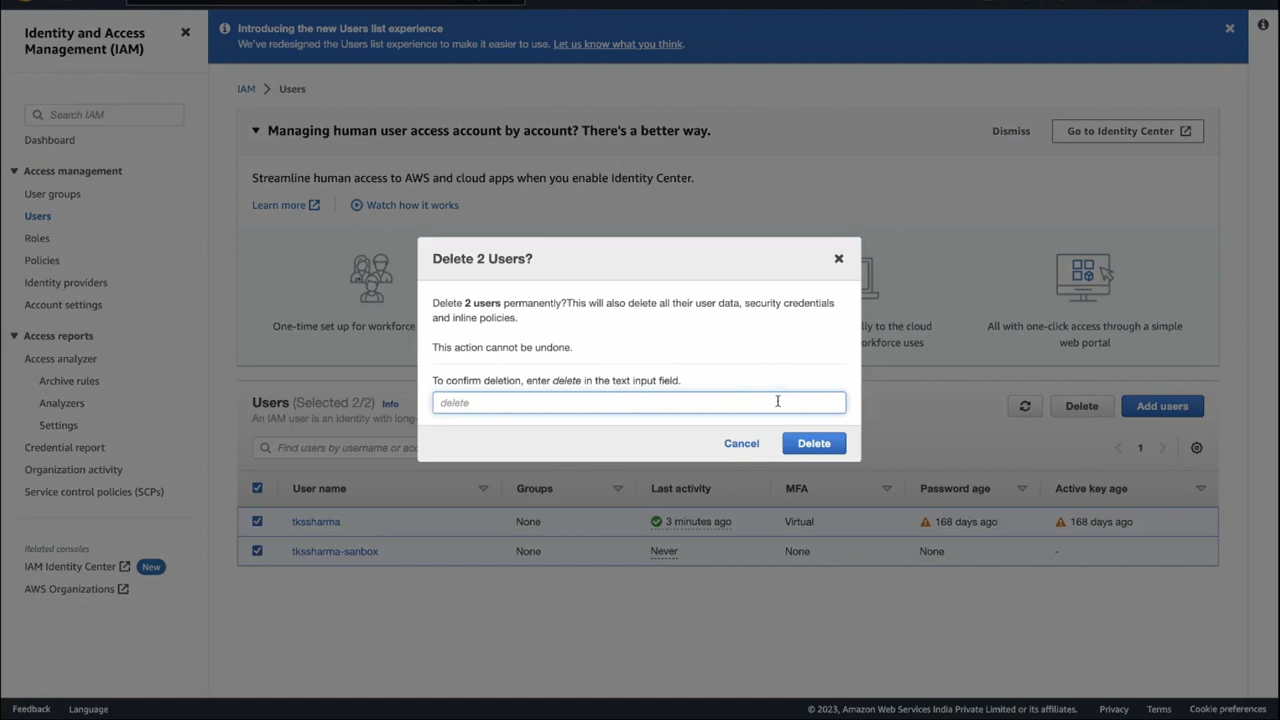 Identity and Access
Management (IAM)
Search IAM
Dashboard
Access management
User groups
Users
Roles
Policies
Identity providers
Account settings
Access reports
Access analyzer
Archive rules
Analyzers
Settings
Credential report
Organization activity
Service control policies (SCPs)
Related consoles
IAM Identity Center New
AWS Organizations
Introducing the new Users list experience
We've redesigned the Users list experience to make it easier to use. Let us know what you think.
IAM > Users
Managing human user access account by account? There's a better way.
Dismiss
Go to Identity Center
Streamline human access to AWS and cloud apps when you enable Identity Center.
Learn more Watch how it works
One-time set up for workforce
lly to the cloud
workforce uses
All with one-click access through a simple
web portal
Delete 2 Users?
Delete 2 users permanently?This will also delete all their user data, security credentials
and inline policies.
This action cannot be undone.
To confirm deletion, enter delete in the text input field.
delete
Cancel Delete
Users (Selected 2/2) Info
An IAM user is an identity with long-
Delete Add users
Find users by username or acc
1
User name Groups Last activity MFA Password age Active key age
tkssharma None 3 minutes ago Virtual 168 days ago 168 days ago
tkssharma-sanbox None Never None None -
Feedback Language © 2023, Amazon Web Services India Private Limited or its affiliates. Privacy Terms Cookie preferences